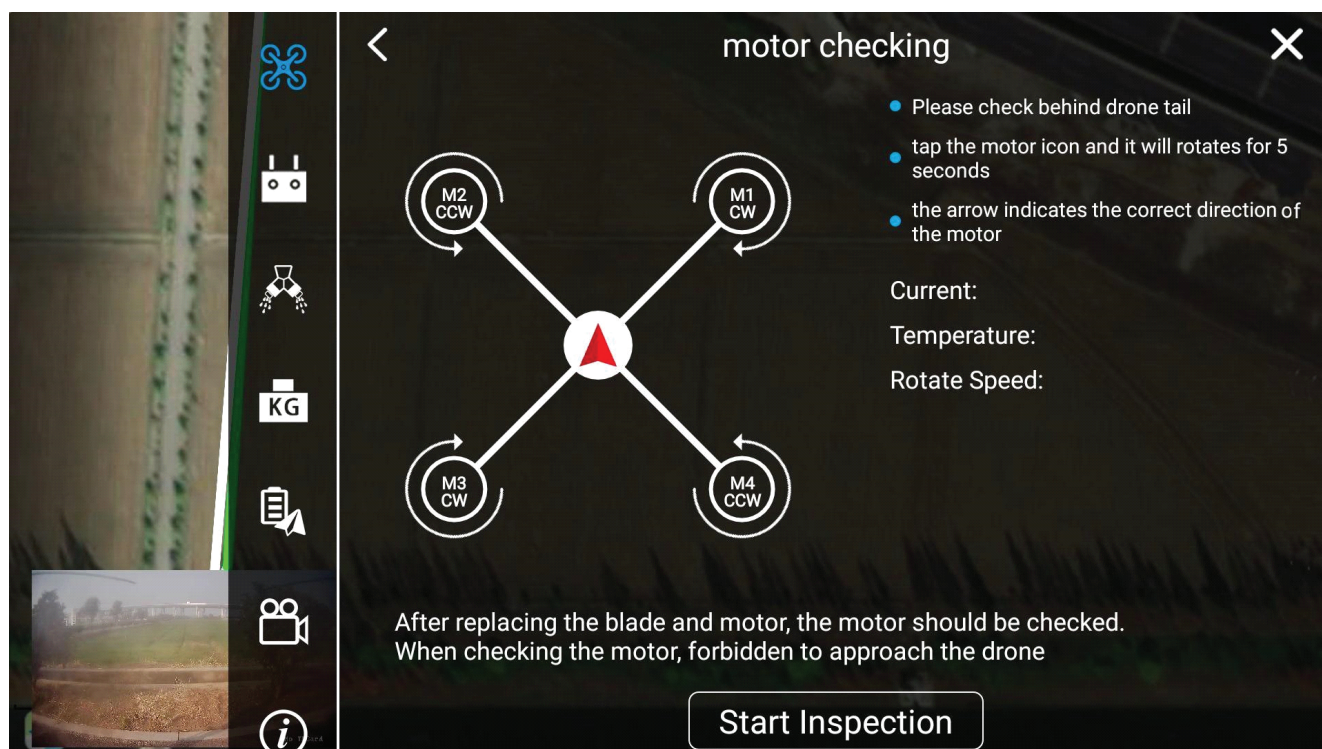 motor checking
Please check behind drone tail
tap the motor icon and it will rotates for 5
seconds
the arrow indicates the correct direction of
the motor
M2
CCW
M1
CW
Current:
Temperature:
Rotate Speed:
KG
M3
CW
M4
CCW
After replacing the blade and motor, the motor should be checked.
When checking the motor, forbidden to approach the drone
Start Inspection
i